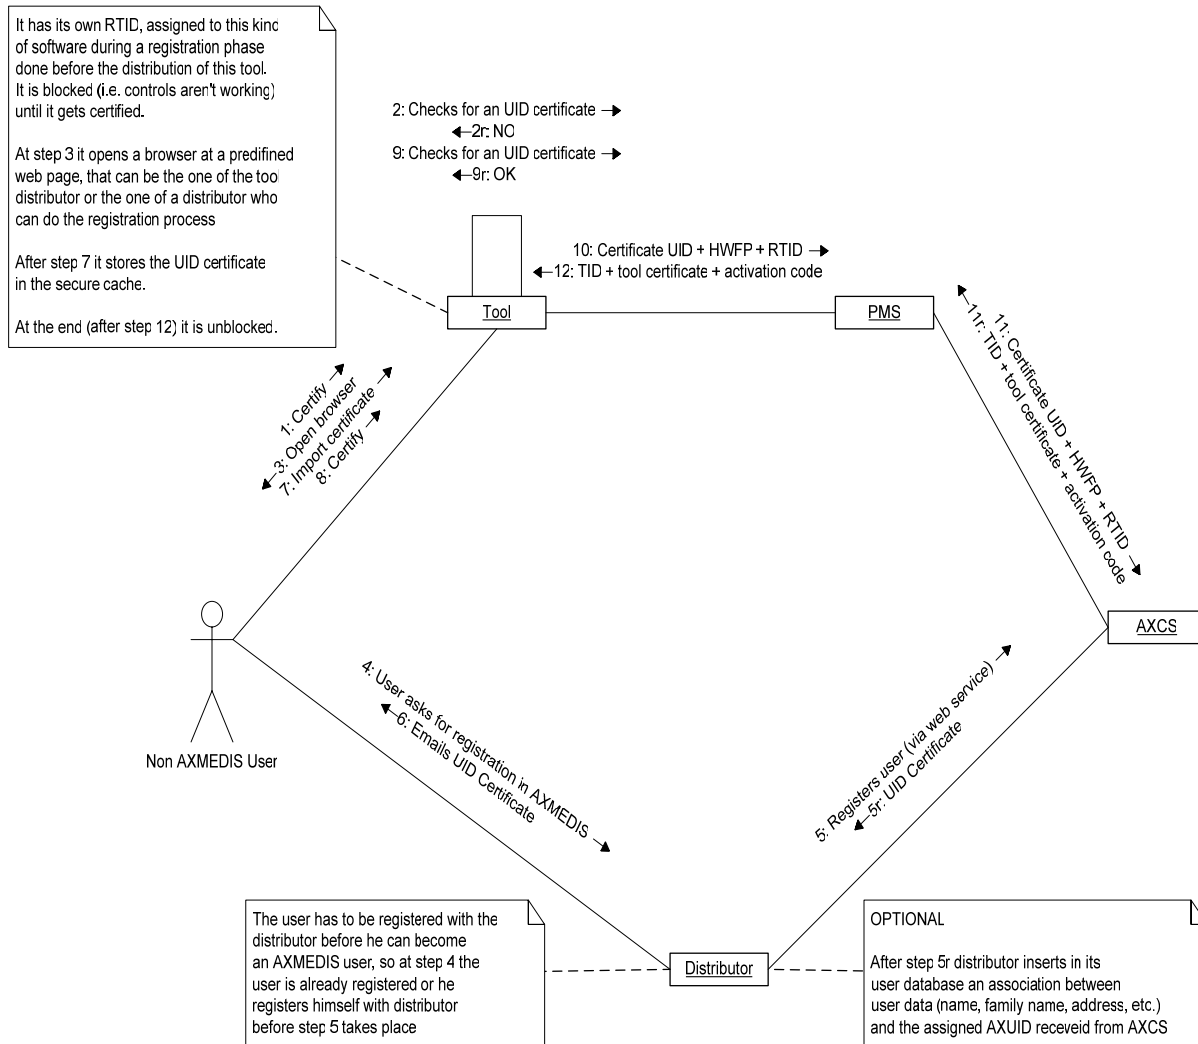 It has its own RTID, assigned to this kind
of software during a registration phase
done before the distribution of this tool.
It is blocked (i.e. controls aren't working)
until it gets certified.
At step 3 it opens a browser at a predifined
web page, that can be the one of the tool
distributor or the one of a distributor who
can do the registration process
After step 7 it stores the UID certificate
in the secure cache.
At the end (after step 12) it is unblocked.
2: Checks for an UID certificate
2r: NO
9: Checks for an UID certificate
9r: OK
10: Certificate UID + HWFP + RTID
12: TID + tool certificate + activation code
Tool
PMS
11: Certificate UID + HWFP + RTID
11r: TID + tool certificate + activation code
1: Certify
3: Open browser
7: Import certificate
8: Certify
AXCS
Non AXMEDIS User
4: User asks for registration in AXMEDIS
6: Emails UID Certificate
5: Registers user (via web service)
5r: UID Certificate
The user has to be registered with the
distributor before he can become
an AXMEDIS user, so at step 4 the
user is already registered or he
registers himself with distributor
before step 5 takes place
Distributor
OPTIONAL
After step 5r distributor inserts in its
user database an association between
user data (name, family name, address, etc.)
and the assigned AXUID receveid from AXCS